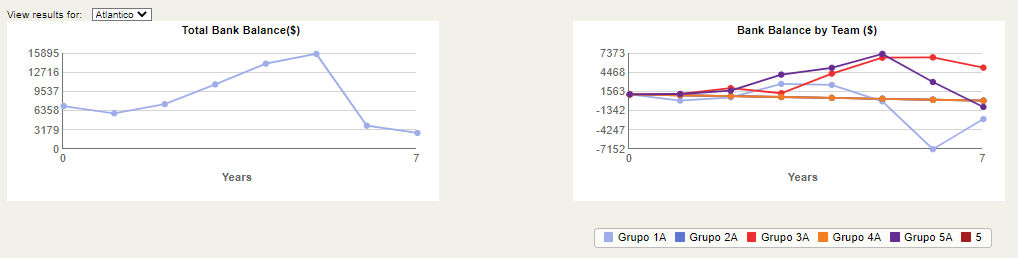 View results for: Atlantico
Total Bank Balance($)
15895
12716
9537
6358
3179
0
0 7
Years
Bank Balance by Team ($)
7373
4468
1563
-1342
-4247
-7152
0 7
Years
Grupo 1A Grupo 2A Grupo 3A Grupo 4A Grupo 5A 5